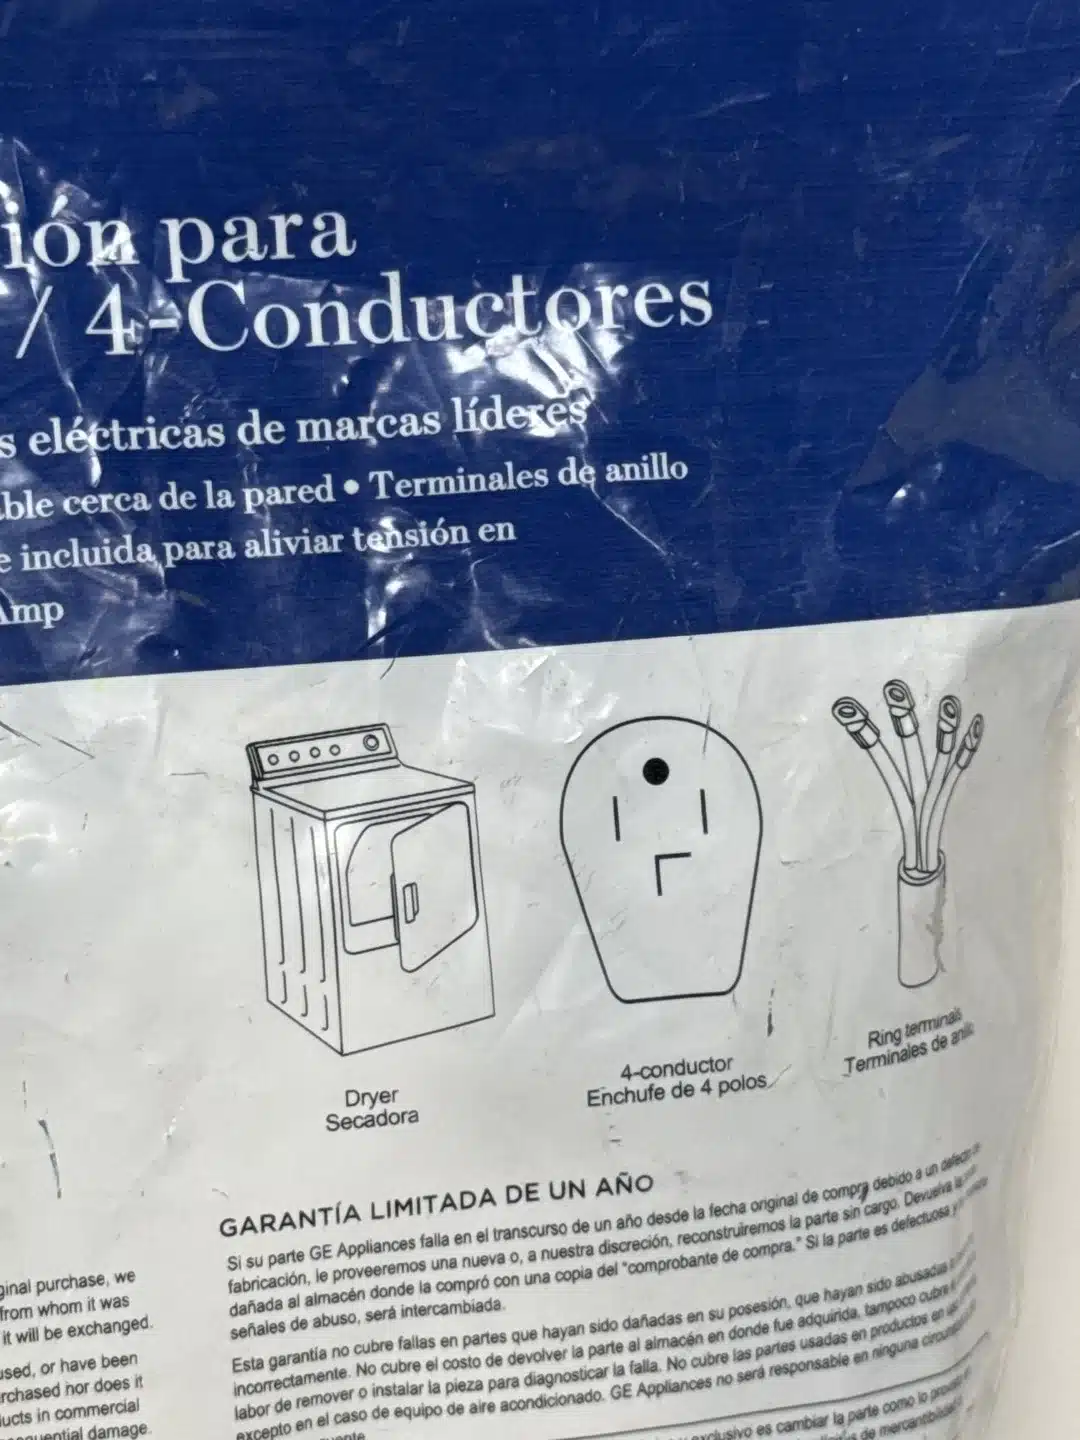 ión para
/ 4-Conductores
s eléctricas de marcas líderes
ble cerca de la pared • Terminales de anillo
e incluida para aliviar tensión en
Amp
Dryer
Secadora
4-conductor
Enchufe de 4 polos
Ring terminals
Terminales de anillo
GARANTÍA LIMITADA DE UN AÑO
Si su parte GE Appliances falla en el transcurso de un año desde la fecha original de compra debido a un defecto de
fabricación, le proveeremos una nueva o, a nuestra discreción, reconstruiremos la parte sin cargo. Devuelva la
dañada al almacén donde la compró con una copia del "comprobante de compra." Si la parte es defectuosa y
señales de abuso, será intercambiada.
Esta garantía no cubre fallas en partes que hayan sido dañadas en su posesión, que hayan sido abusadas
incorrectamente. No cubre el costo de devolver la parte al almacén en donde fue adquirida, tampoco cubre
labor de remover o instalar la pieza para diagnosticar la falla. No cubre las partes usadas en productos en
excepto en el caso de equipo de aire acondicionado. GE Appliances no será responsable en ninguna
exclusivo es cambiar la parte como lo
de
ginal purchase, we
from whom it was
it will be exchanged.
used, or have been
rchased nor does it
ucts in commercial
equential damage.